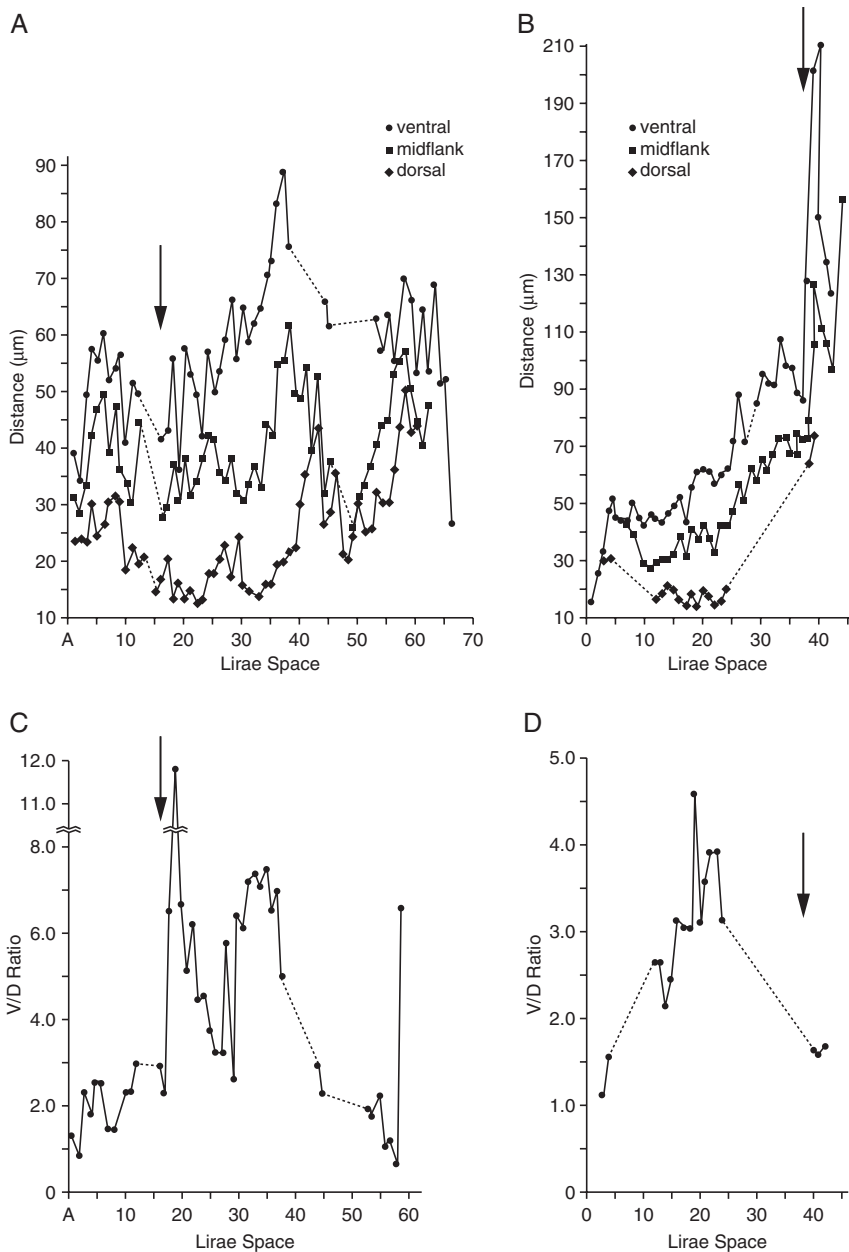 A
ventral
midflank
dorsal
90
80
70
60
50
40
30
20
10
Distance (μm)
A 10 20 30 40 50 60 70
Lirae Space
B
ventral
midflank
dorsal
210
190
170
150
130
110
90
70
50
30
10
Distance (μm)
0 10 20 30 40
Lirae Space
C
12.0
11.0
8.0
6.0
4.0
2.0
0
V/D Ratio
A 10 20 30 40 50 60
Lirae Space
D
5.0
4.0
3.0
2.0
1.0
0
V/D Ratio
0 10 20 30 40
Lirae Space